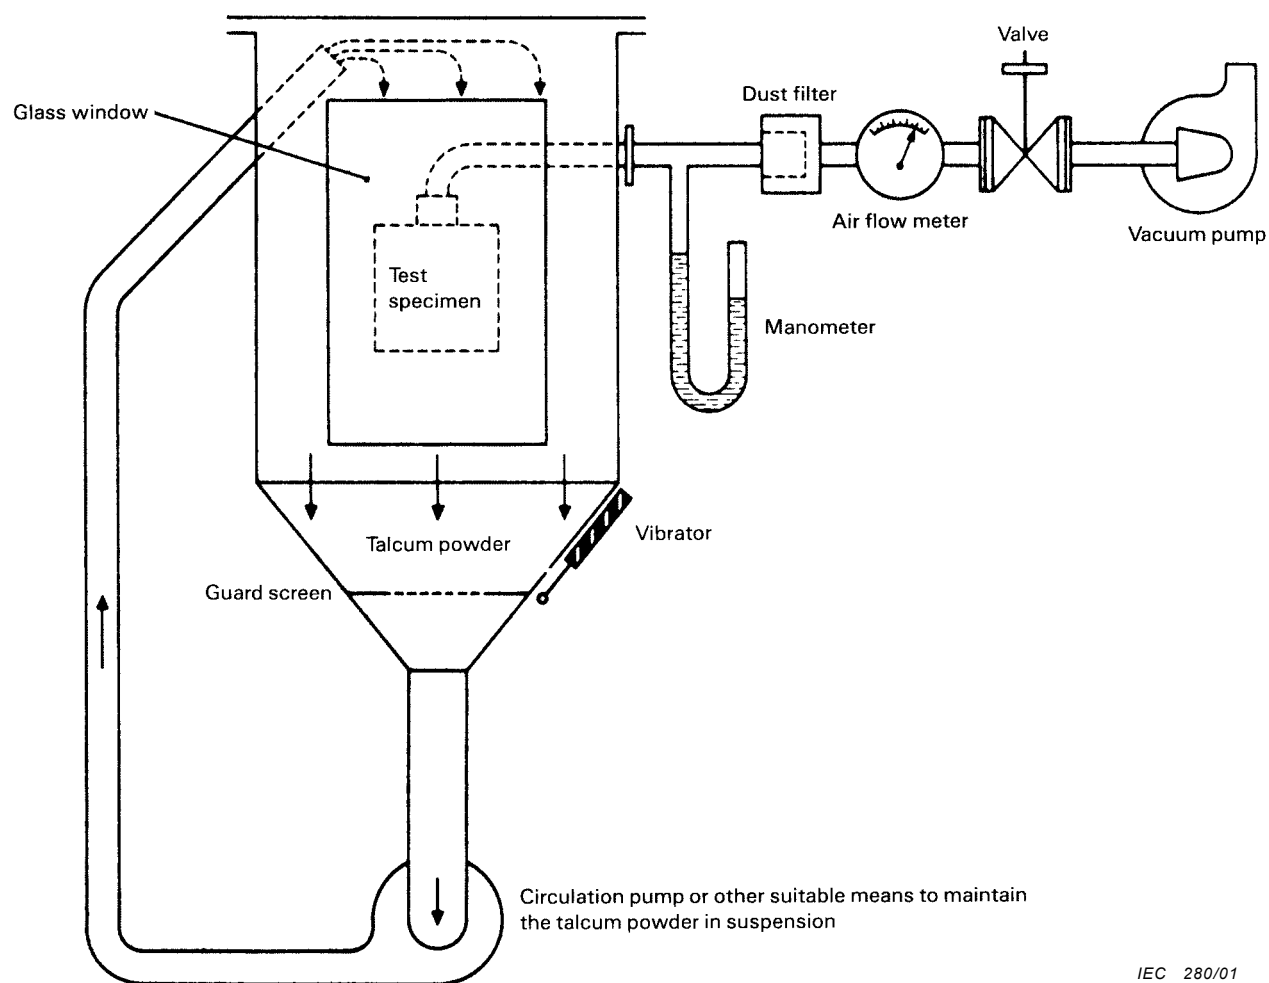 Valve
Dust filter
Glass window
Air flow meter
Vacuum pump
Test
specimen
Manometer
Vibrator
Talcum powder
Guard screen
Circulation pump or other suitable means to maintain
the talcum powder in suspension
IEC 280/01